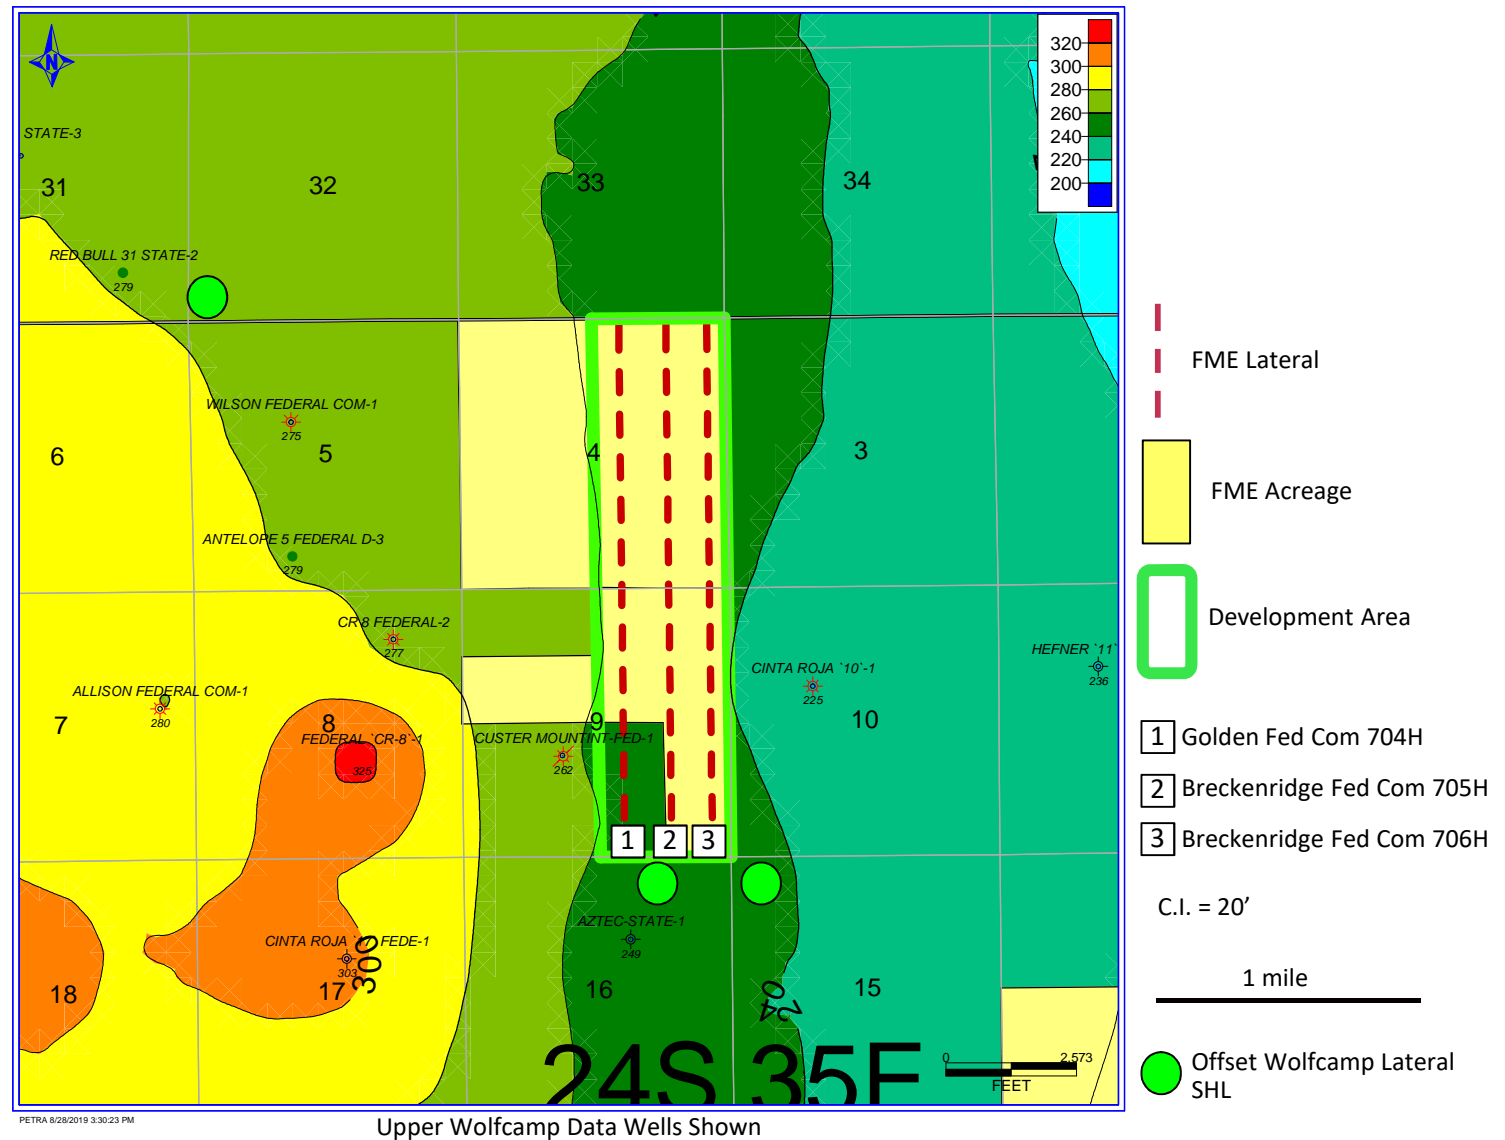 N
320
300
280
260
240
220
200
STATE-3
31
32
33
34
RED BULL 31 STATE-2
279
WILSON FEDERAL COM-1
275
6
5
4
3
ANTELOPE 5 FEDERAL D-3
279
CR 8 FEDERAL-2
277
CINTA ROJA `10`-1
225
HEFNER `11`
236
ALLISON FEDERAL COM-1
280
7
8
9
10
FEDERAL `CR-8`-1
325
CUSTER MOUNTINT-FED-1
262
1 2 3
AZTEC-STATE-1
249
CINTA ROJA `17` FEDE-1
303
300
18
17
16
15
240
24S 35E
0 2,573
FEET
FME Lateral
FME Acreage
Development Area
1 Golden Fed Com 704H
2 Breckenridge Fed Com 705H
3 Breckenridge Fed Com 706H
C.I. = 20’
1 mile
Offset Wolfcamp Lateral
SHL
PETRA 8/28/2019 3:30:23 PM
Upper Wolfcamp Data Wells Shown